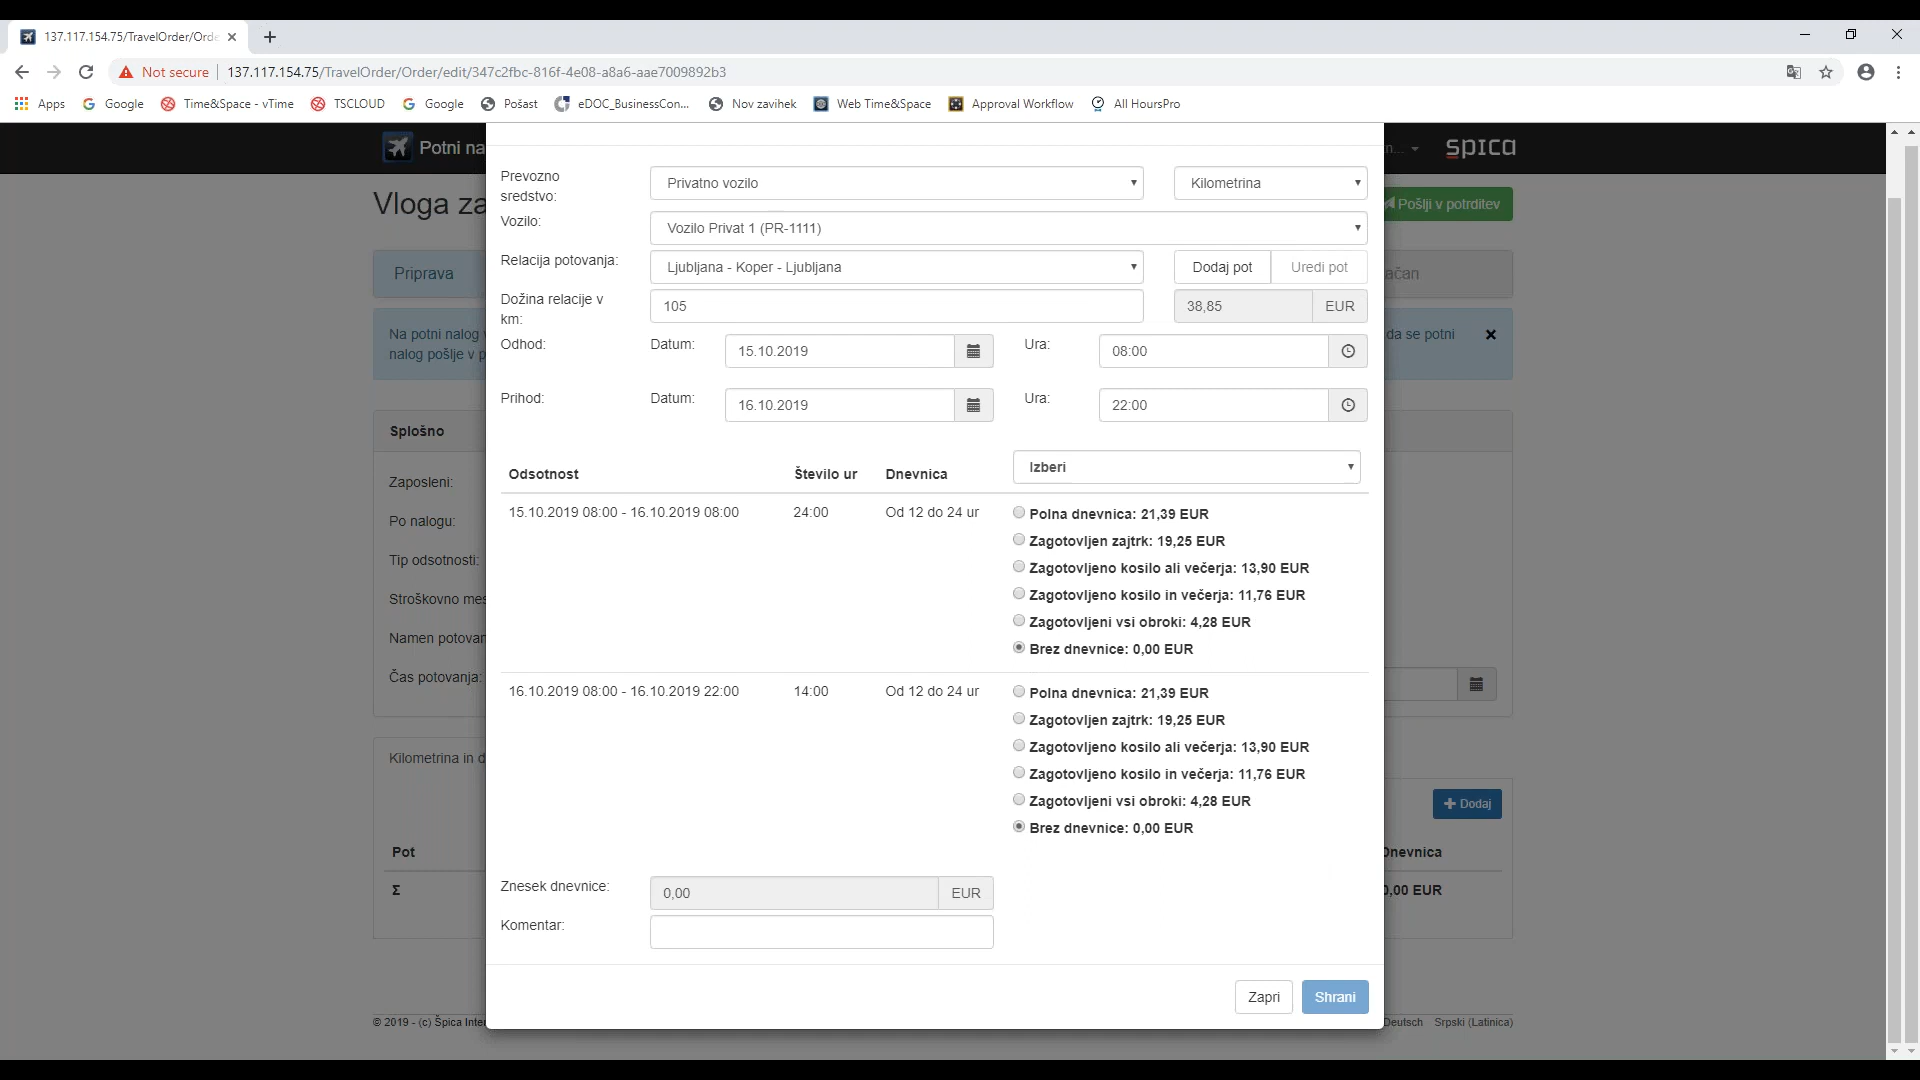 137.117.154.75/TravelOrder/Orde
Not secure
137.117.154.75/TravelOrder/Order/edit/347c2fbc-816f-4e08-a8a6-aae7009892b3
Apps
Google
Time&Space - vTime
TSCLOUD
Google
Pošast
eDOC_BusinessCon...
Nov zavihek
Web Time&Space
Approval Workflow
All HoursPro
Potni na
n...
spica
Vloga za
Pošlji v potrditev
Priprava
ačan
Na potni nalog
da se potni
nalog pošlje v p
Splošno
Zaposleni:
Po nalogu:
Tip odsotnosti:
Stroškovno mes
Namen potovan
Čas potovanja:
Kilometrina in d
Dodaj
Pot
Dnevnica
Σ
0,00 EUR
Prevozno sredstvo:
Privatno vozilo
Kilometrina
Vozilo:
Vozilo Privat 1 (PR-1111)
Relacija potovanja:
Ljubljana - Koper - Ljubljana
Dodaj pot
Uredi pot
Dožina relacije v km:
105
38,85
EUR
Odhod:
Datum:
15.10.2019
Ura:
08:00
Prihod:
Datum:
16.10.2019
Ura:
22:00
Odsotnost
Število ur
Dnevnica
Izberi
15.10.2019 08:00 - 16.10.2019 08:00
24:00
Od 12 do 24 ur
Polna dnevnica: 21,39 EUR
Zagotovljen zajtrk: 19,25 EUR
Zagotovljeno kosilo ali večerja: 13,90 EUR
Zagotovljeno kosilo in večerja: 11,76 EUR
Zagotovljeni vsi obroki: 4,28 EUR
Brez dnevnice: 0,00 EUR
16.10.2019 08:00 - 16.10.2019 22:00
14:00
Od 12 do 24 ur
Polna dnevnica: 21,39 EUR
Zagotovljen zajtrk: 19,25 EUR
Zagotovljeno kosilo ali večerja: 13,90 EUR
Zagotovljeno kosilo in večerja: 11,76 EUR
Zagotovljeni vsi obroki: 4,28 EUR
Brez dnevnice: 0,00 EUR
Znesek dnevnice:
0,00
EUR
Komentar:
Zapri
Shrani
© 2019 - (c) Špica Inter
Deutsch
Srpski (Latinica)